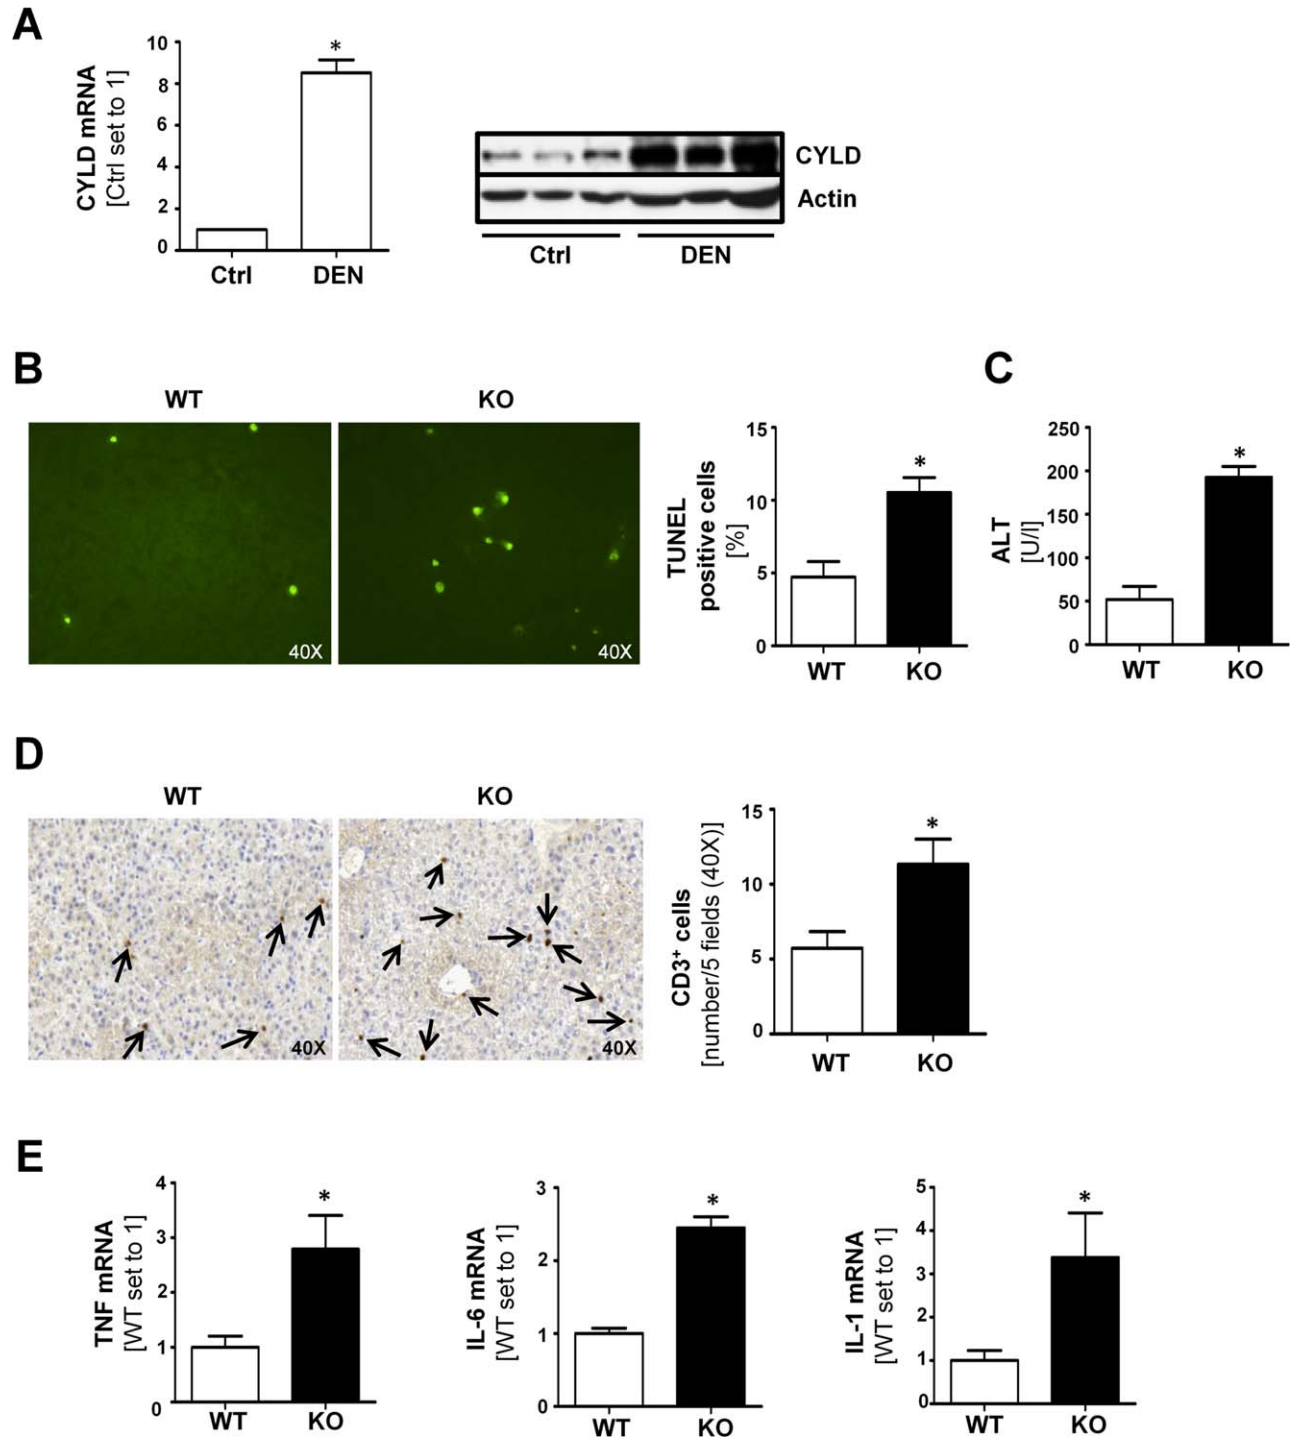 A
CYLD mRNA
[Ctrl set to 1]
10
8
6
4
2
0
*
Ctrl
DEN
CYLD
Actin
Ctrl
DEN
B
WT
KO
40X
40X
TUNEL
positive cells
[%]
15
10
5
0
*
WT
KO
C
ALT
[U/l]
250
200
150
100
50
0
*
WT
KO
D
WT
KO
40X
40X
CD3⁺ cells
[number/5 fields (40X)]
15
10
5
0
*
WT
KO
E
TNF mRNA
[WT set to 1]
4
3
2
1
0
*
WT
KO
IL-6 mRNA
[WT set to 1]
3
2
1
0
*
WT
KO
IL-1 mRNA
[WT set to 1]
5
4
3
2
1
0
*
WT
KO